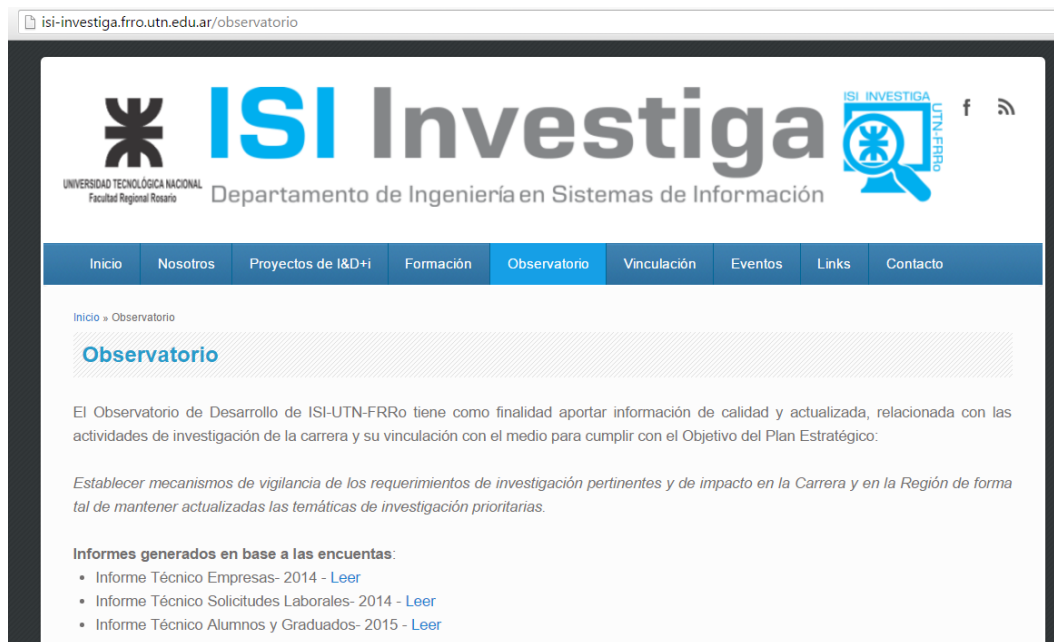 isi-investiga.frro.utn.edu.ar/observatorio
ISI Investiga
ISI INVESTIGA
UTN-FRRo
f
UNIVERSIDAD TECNOLÓGICA NACIONAL
Facultad Regional Rosario
Departamento de Ingeniería en Sistemas de Información
Inicio Nosotros Proyectos de I&D+i Formación Observatorio Vinculación Eventos Links Contacto
Inicio » Observatorio
Observatorio
El Observatorio de Desarrollo de ISI-UTN-FRRo tiene como finalidad aportar información de calidad y actualizada, relacionada con las
actividades de investigación de la carrera y su vinculación con el medio para cumplir con el Objetivo del Plan Estratégico:
Establecer mecanismos de vigilancia de los requerimientos de investigación pertinentes y de impacto en la Carrera y en la Región de forma
tal de mantener actualizadas las temáticas de investigación prioritarias.
Informes generados en base a las encuentas:
• Informe Técnico Empresas- 2014 - Leer
• Informe Técnico Solicitudes Laborales- 2014 - Leer
• Informe Técnico Alumnos y Graduados- 2015 - Leer